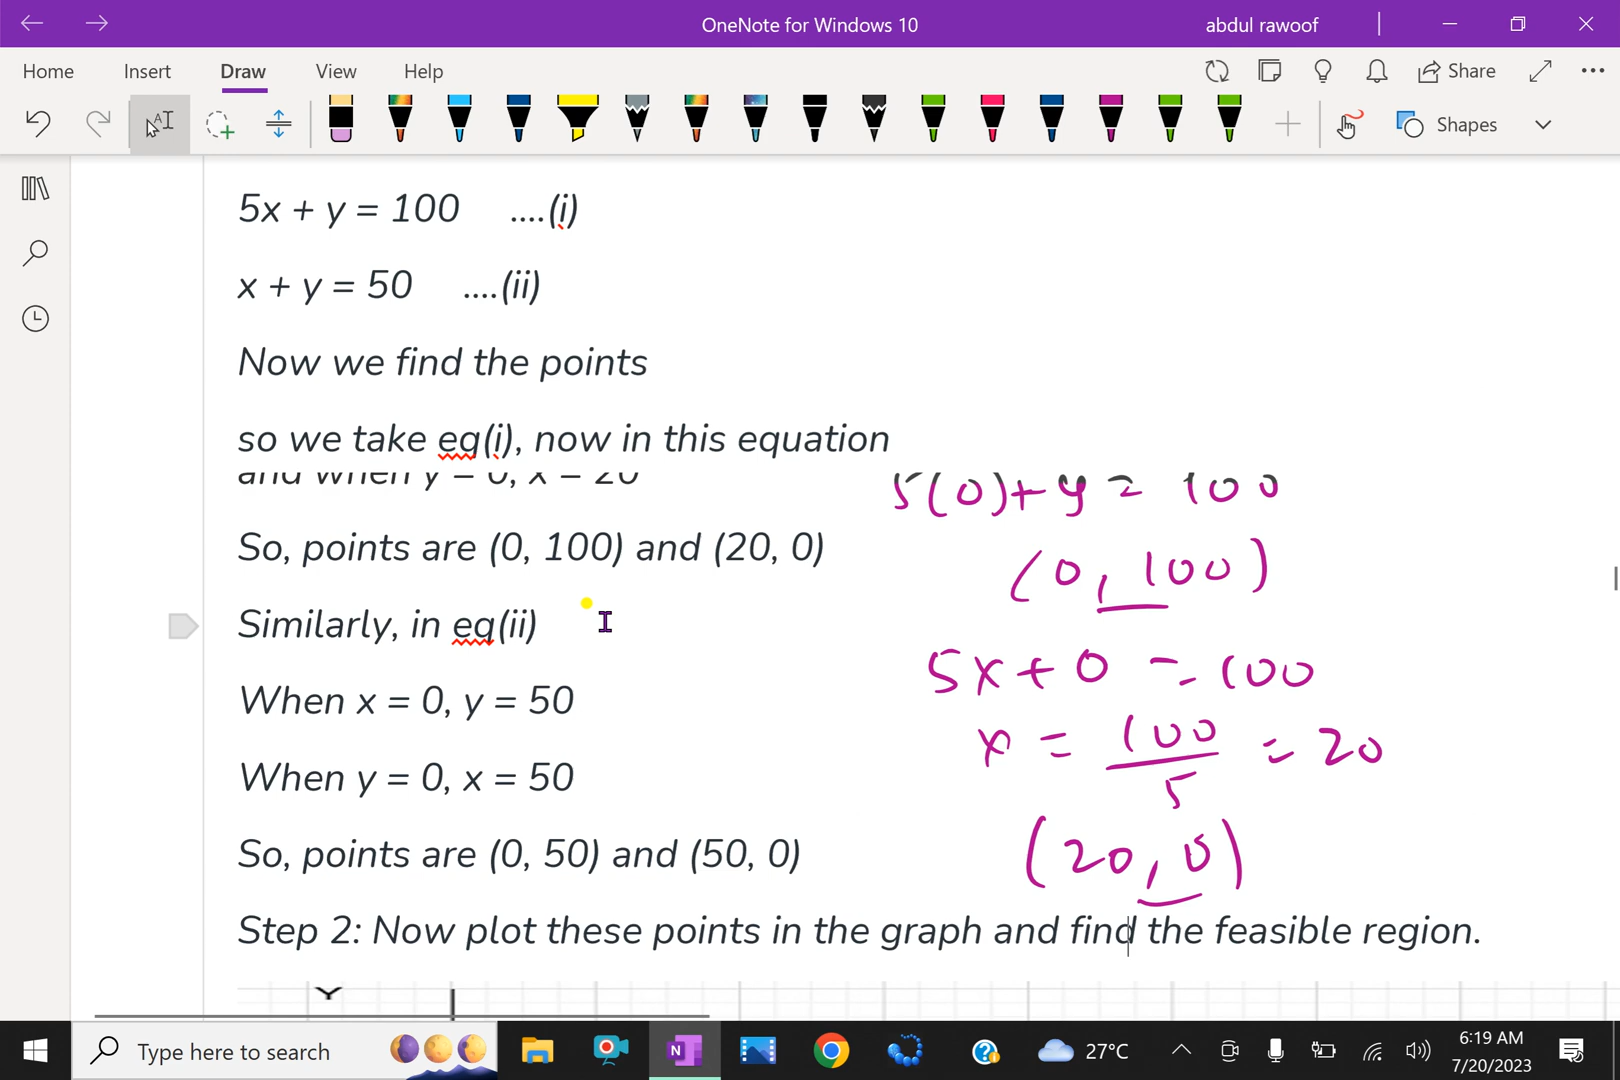 OneNote for Windows 10
abdul rawoof
Home Insert Draw View Help
Share
Shapes
5x + y = 100 ....(i)
x + y = 50 ....(ii)
Now we find the points
so we take eq(i), now in this equation
and when y = 0, x = 20
5(0)+ y = 100
So, points are (0, 100) and (20, 0)
(0, 100)
Similarly, in eq(ii)
5x + 0 = 100
When x = 0, y = 50
x = 100/5 = 20
When y = 0, x = 50
So, points are (0, 50) and (50, 0)
(20, 0)
Step 2: Now plot these points in the graph and find the feasible region.
Type here to search
27°C
6:19 AM
7/20/2023